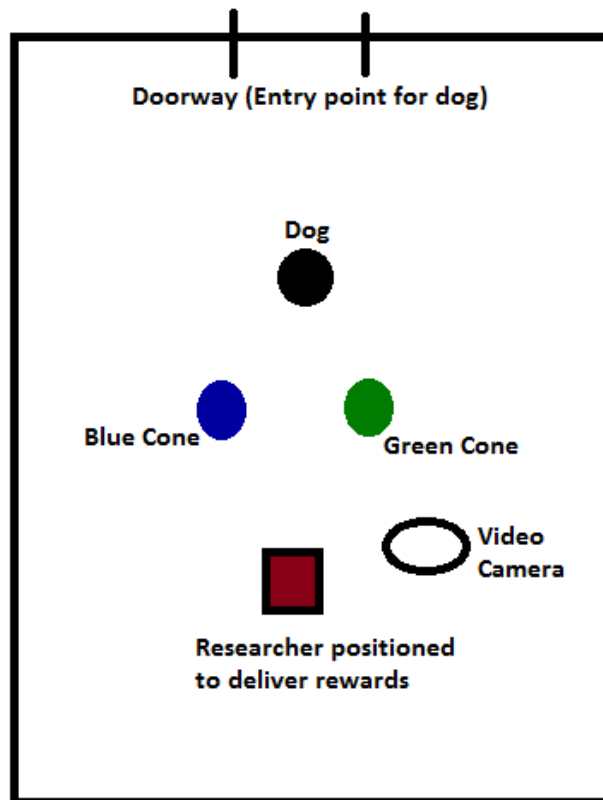 Doorway (Entry point for dog)
Dog
Blue Cone
Green Cone
Video
Camera
Researcher positioned
to deliver rewards